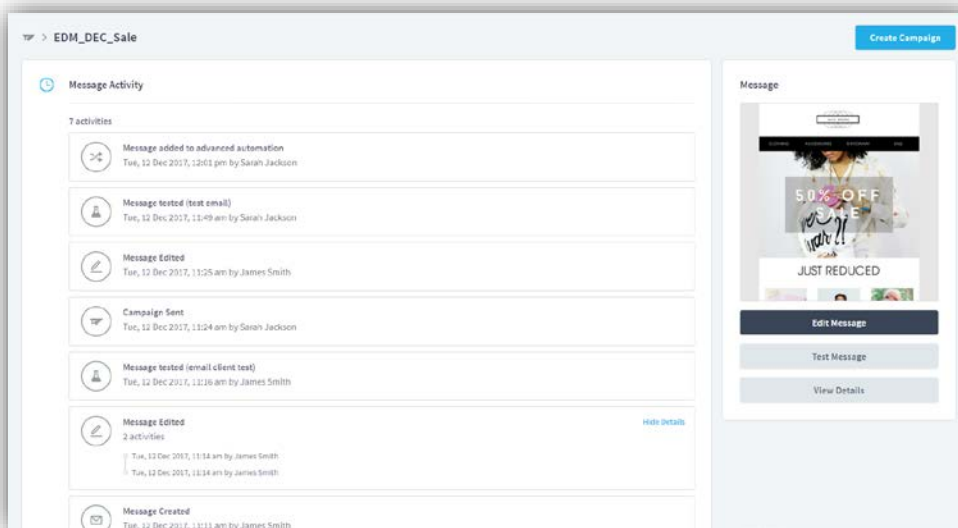 > EDM_DEC_Sale
Create Campaign
Message Activity
7 activities
Message added to advanced automation
Tue, 12 Dec 2017, 12:01 pm by Sarah Jackson
Message tested (test email)
Tue, 12 Dec 2017, 11:49 am by Sarah Jackson
Message Edited
Tue, 12 Dec 2017, 11:25 am by James Smith
Campaign Sent
Tue, 12 Dec 2017, 11:24 am by Sarah Jackson
Message tested (email client test)
Tue, 12 Dec 2017, 11:16 am by James Smith
Message Edited
Hide Details
2 activities
Tue, 12 Dec 2017, 11:14 am by James Smith
Tue, 12 Dec 2017, 11:14 am by James Smith
Message Created
Tue, 12 Dec 2017, 11:11 am by James Smith
Message
CLOTHING
SALE
50% OFF
SALE
JUST REDUCED
Edit Message
Test Message
View Details